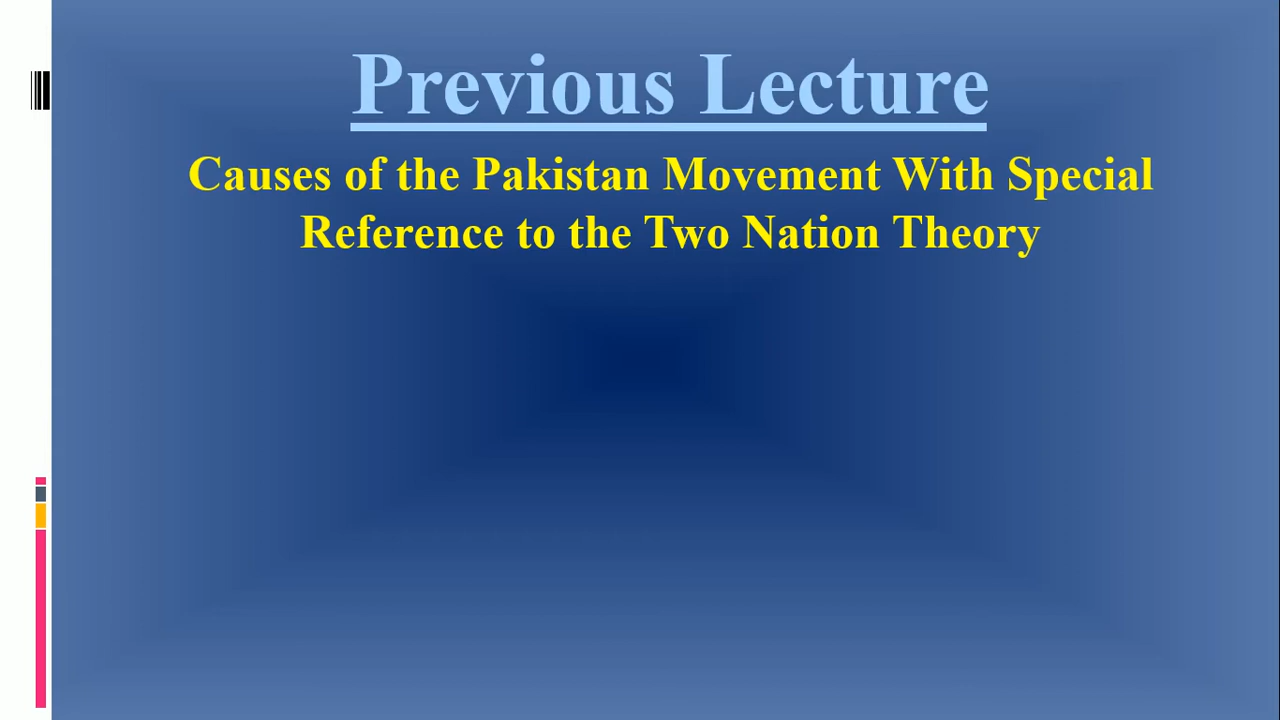 Previous Lecture
Causes of the Pakistan Movement With Special
Reference to the Two Nation Theory